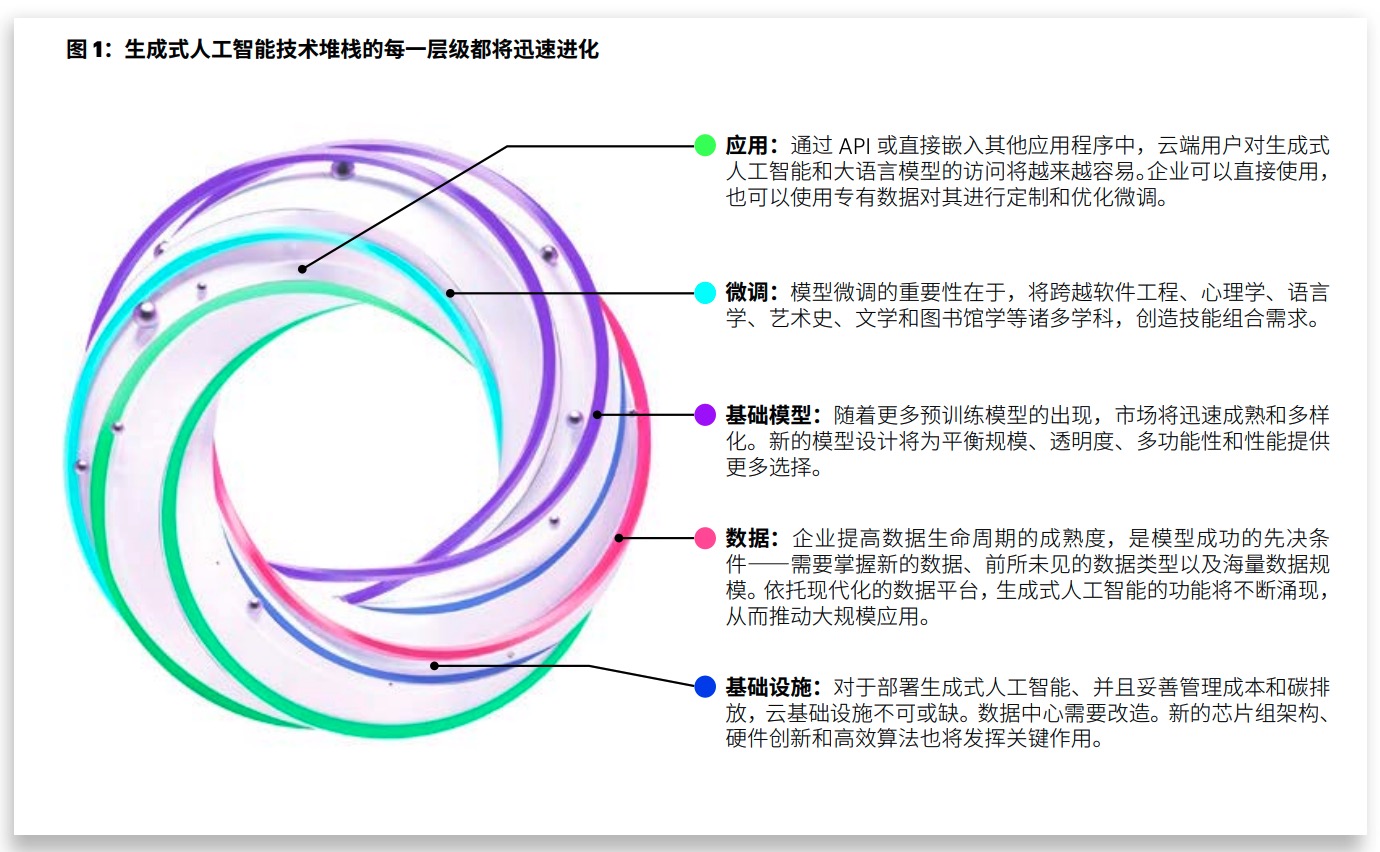 图 1：生成式人工智能技术堆栈的每一层级都将迅速进化
应用：通过 API 或直接嵌入其他应用程序中，云端用户对生成式
人工智能和大语言模型的访问将越来越容易。企业可以直接使用，
也可以使用专有数据对其进行定制和优化微调。
微调：模型微调的重要性在于，将跨越软件工程、心理学、语言
学、艺术史、文学和图书馆学等诸多学科，创造技能组合需求。
基础模型：随着更多预训练模型的出现，市场将迅速成熟和多样
化。新的模型设计将为平衡规模、透明度、多功能性和性能提供
更多选择。
数据：企业提高数据生命周期的成熟度，是模型成功的先决条
件——需要掌握新的数据、前所未见的数据类型以及海量数据规
模。依托现代化的数据平台，生成式人工智能的功能将不断涌现，
从而推动大规模应用。
基础设施：对于部署生成式人工智能、并且妥善管理成本和碳排
放，云基础设施不可或缺。数据中心需要改造。新的芯片组架构、
硬件创新和高效算法也将发挥关键作用。